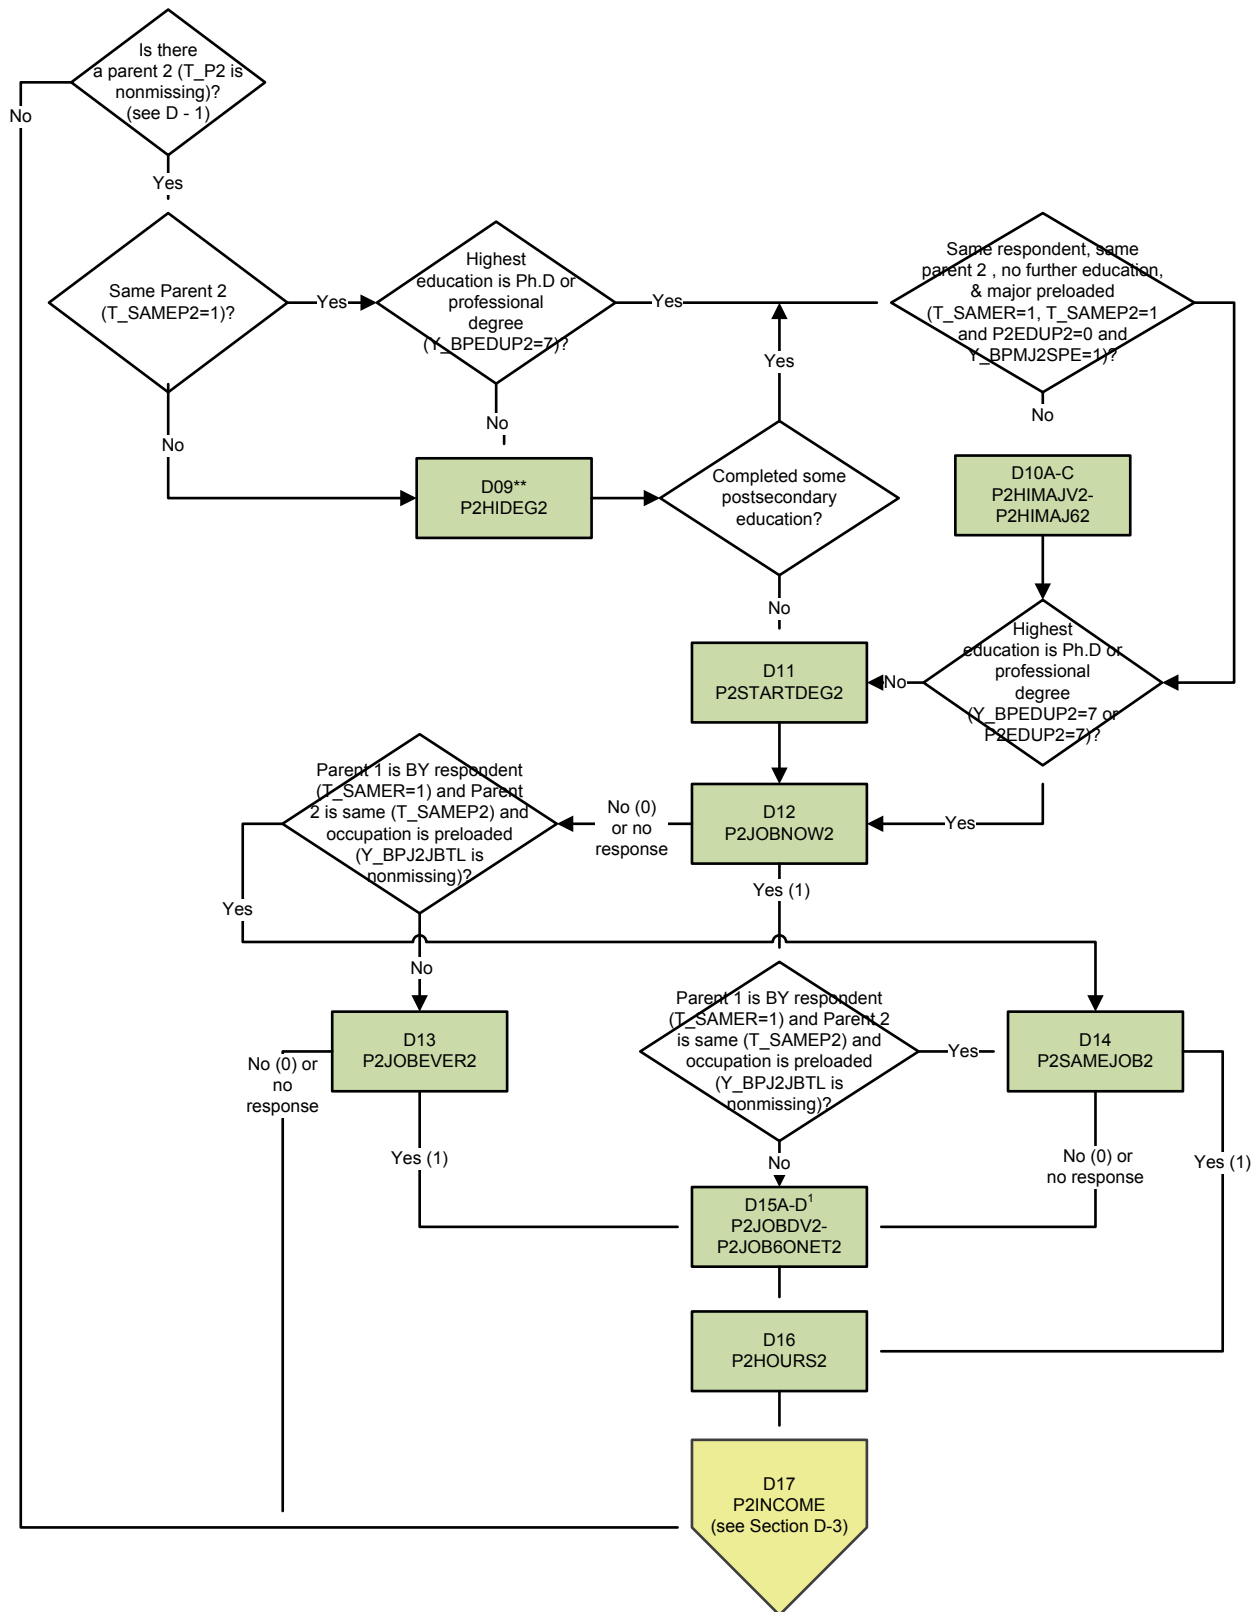 Is there
a parent 2 (T_P2 is
nonmissing)?
(see D - 1)
No
Yes
Same Parent 2
(T_SAMEP2=1)?
Yes
Highest
education is Ph.D or
professional
degree
(Y_BPEDUP2=7)?
Yes
Same respondent, same
parent 2 , no further education,
& major preloaded
(T_SAMER=1, T_SAMEP2=1
and P2EDUP2=0 and
Y_BPMJ2SPE=1)?
Yes
No
No
No
D09**
P2HIDEG2
Completed some
postsecondary
education?
D10A-C
P2HIMAJV2-
P2HIMAJ62
No
Highest
education is Ph.D or
professional
degree
(Y_BPEDUP2=7 or
P2EDUP2=7)?
D11
P2STARTDEG2
No
Parent 1 is BY respondent
(T_SAMER=1) and Parent
2 is same (T_SAMEP2) and
occupation is preloaded
(Y_BPJ2JBTL is
nonmissing)?
No (0)
or no
response
D12
P2JOBNOW2
Yes
Yes (1)
Yes
No
Parent 1 is BY respondent
(T_SAMER=1) and Parent 2
is same (T_SAMEP2) and
occupation is preloaded
(Y_BPJ2JBTL is
nonmissing)?
Yes
D13
P2JOBEVER2
D14
P2SAMEJOB2
No (0) or
no
response
Yes (1)
No
No (0) or
no response
Yes (1)
D15A-D¹
P2JOBDV2-
P2JOB6ONET2
D16
P2HOURS2
D17
P2INCOME
(see Section D-3)